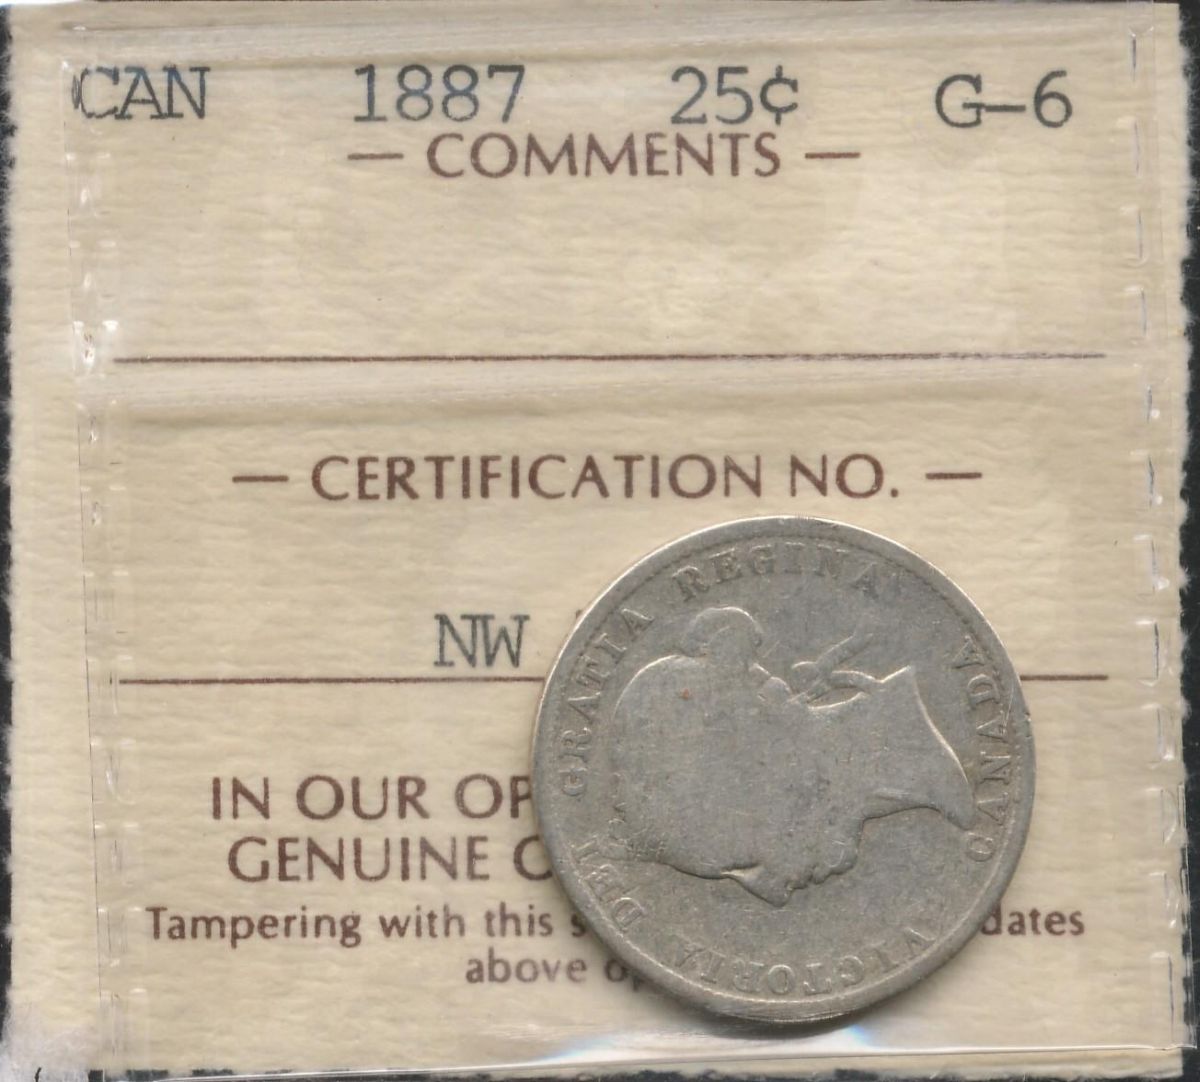 CAN 1887 25¢ G-6
— COMMENTS —
— CERTIFICATION NO. —
NW
IN OUR OP
GENUINE C
Tampering with this s dates
above op
VICTORIA DEI GRATIA REGINA
CANADA